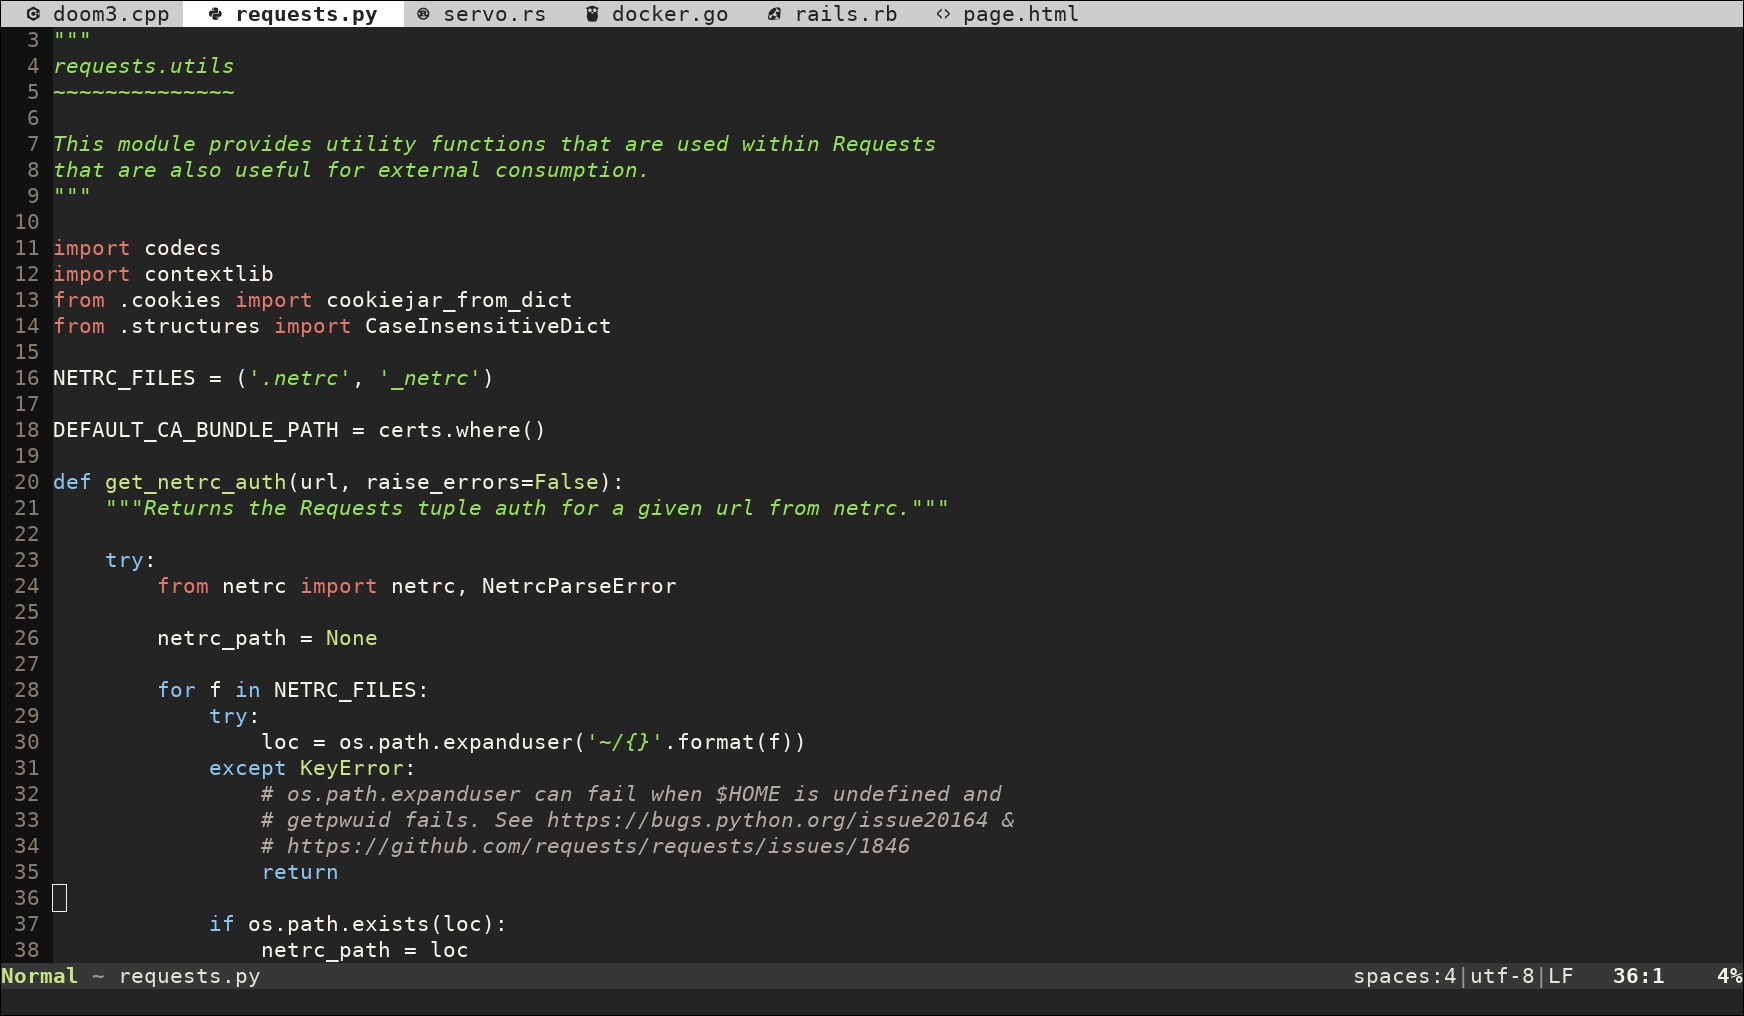 doom3.cpp requests.py servo.rs docker.go rails.rb <> page.html
3 """
4 requests.utils
5 ~~~~~~~~~~~~~~
6
7 This module provides utility functions that are used within Requests
8 that are also useful for external consumption.
9 """
10
11 import codecs
12 import contextlib
13 from .cookies import cookiejar_from_dict
14 from .structures import CaseInsensitiveDict
15
16 NETRC_FILES = ('.netrc', '_netrc')
17
18 DEFAULT_CA_BUNDLE_PATH = certs.where()
19
20 def get_netrc_auth(url, raise_errors=False):
21     """Returns the Requests tuple auth for a given url from netrc."""
22
23     try:
24         from netrc import netrc, NetrcParseError
25
26         netrc_path = None
27
28         for f in NETRC_FILES:
29             try:
30                 loc = os.path.expanduser('~/{}'.format(f))
31             except KeyError:
32                 # os.path.expanduser can fail when $HOME is undefined and
33                 # getpwuid fails. See https://bugs.python.org/issue20164 &
34                 # https://github.com/requests/requests/issues/1846
35                 return
36
37             if os.path.exists(loc):
38                 netrc_path = loc
Normal ~ requests.py spaces:4|utf-8|LF 36:1 4%